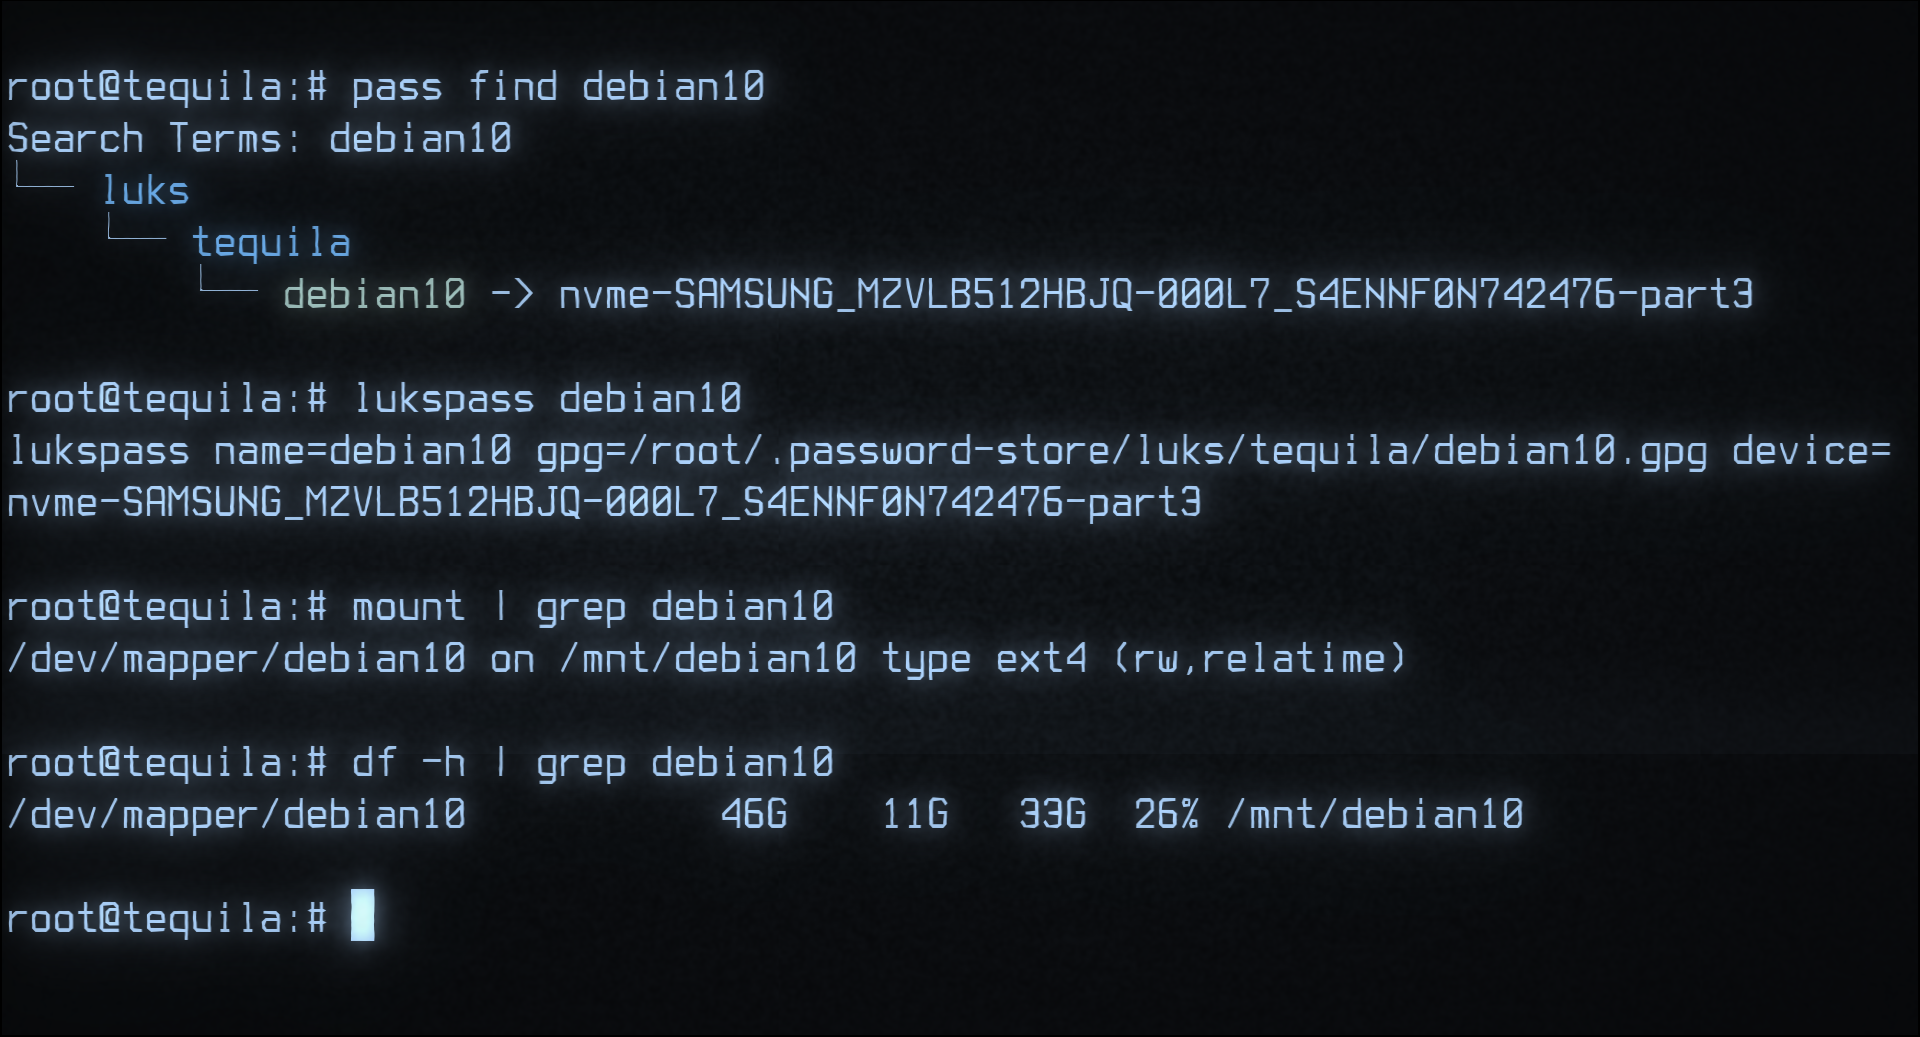 root@tequila:# pass find debian10
Search Terms: debian10
└── luks
    └── tequila
        └── debian10 -> nvme-SAMSUNG_MZVLB512HBJQ-000L7_S4ENNF0N742476-part3
root@tequila:# lukspass debian10
lukspass name=debian10 gpg=/root/.password-store/luks/tequila/debian10.gpg device=
nvme-SAMSUNG_MZVLB512HBJQ-000L7_S4ENNF0N742476-part3
root@tequila:# mount | grep debian10
/dev/mapper/debian10 on /mnt/debian10 type ext4 (rw,relatime)
root@tequila:# df -h | grep debian10
/dev/mapper/debian10           46G    11G   33G  26% /mnt/debian10
root@tequila:#